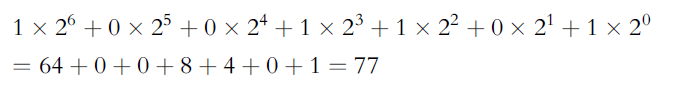 1 × 2⁶ + 0 × 2⁵ + 0 × 2⁴ + 1 × 2³ + 1 × 2² + 0 × 2¹ + 1 × 2⁰
= 64 + 0 + 0 + 8 + 4 + 0 + 1 = 77